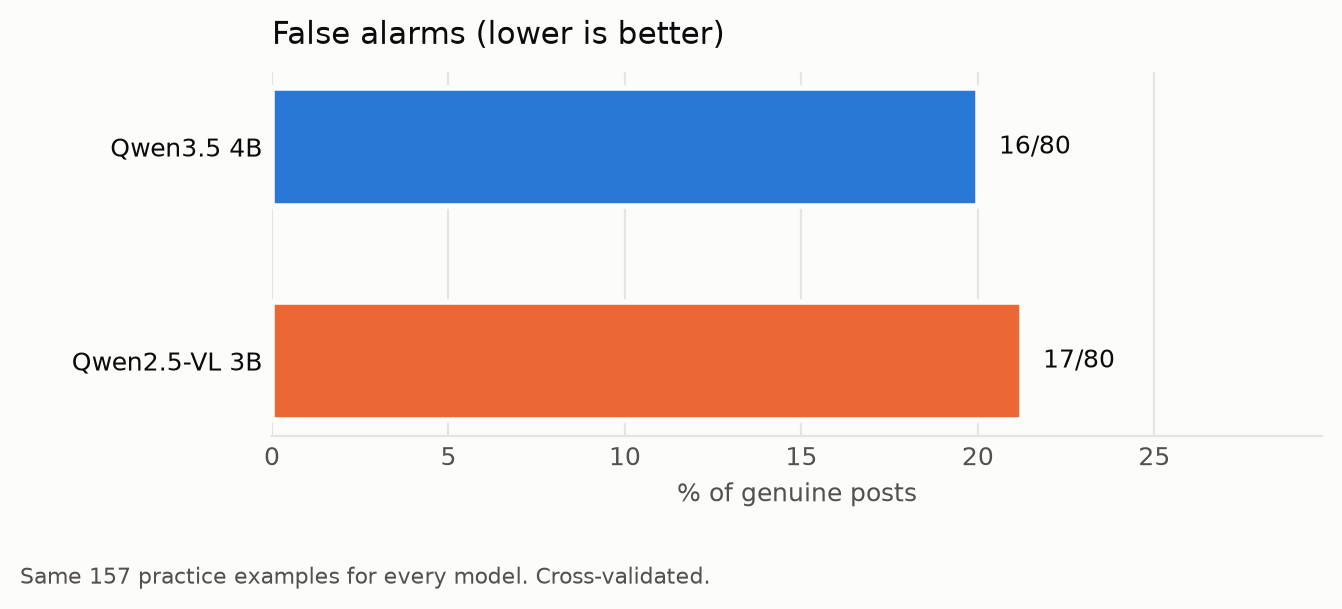 False alarms (lower is better)
Qwen3.5 4B
16/80
Qwen2.5-VL 3B
17/80
0 5 10 15 20 25
% of genuine posts
Same 157 practice examples for every model. Cross-validated.